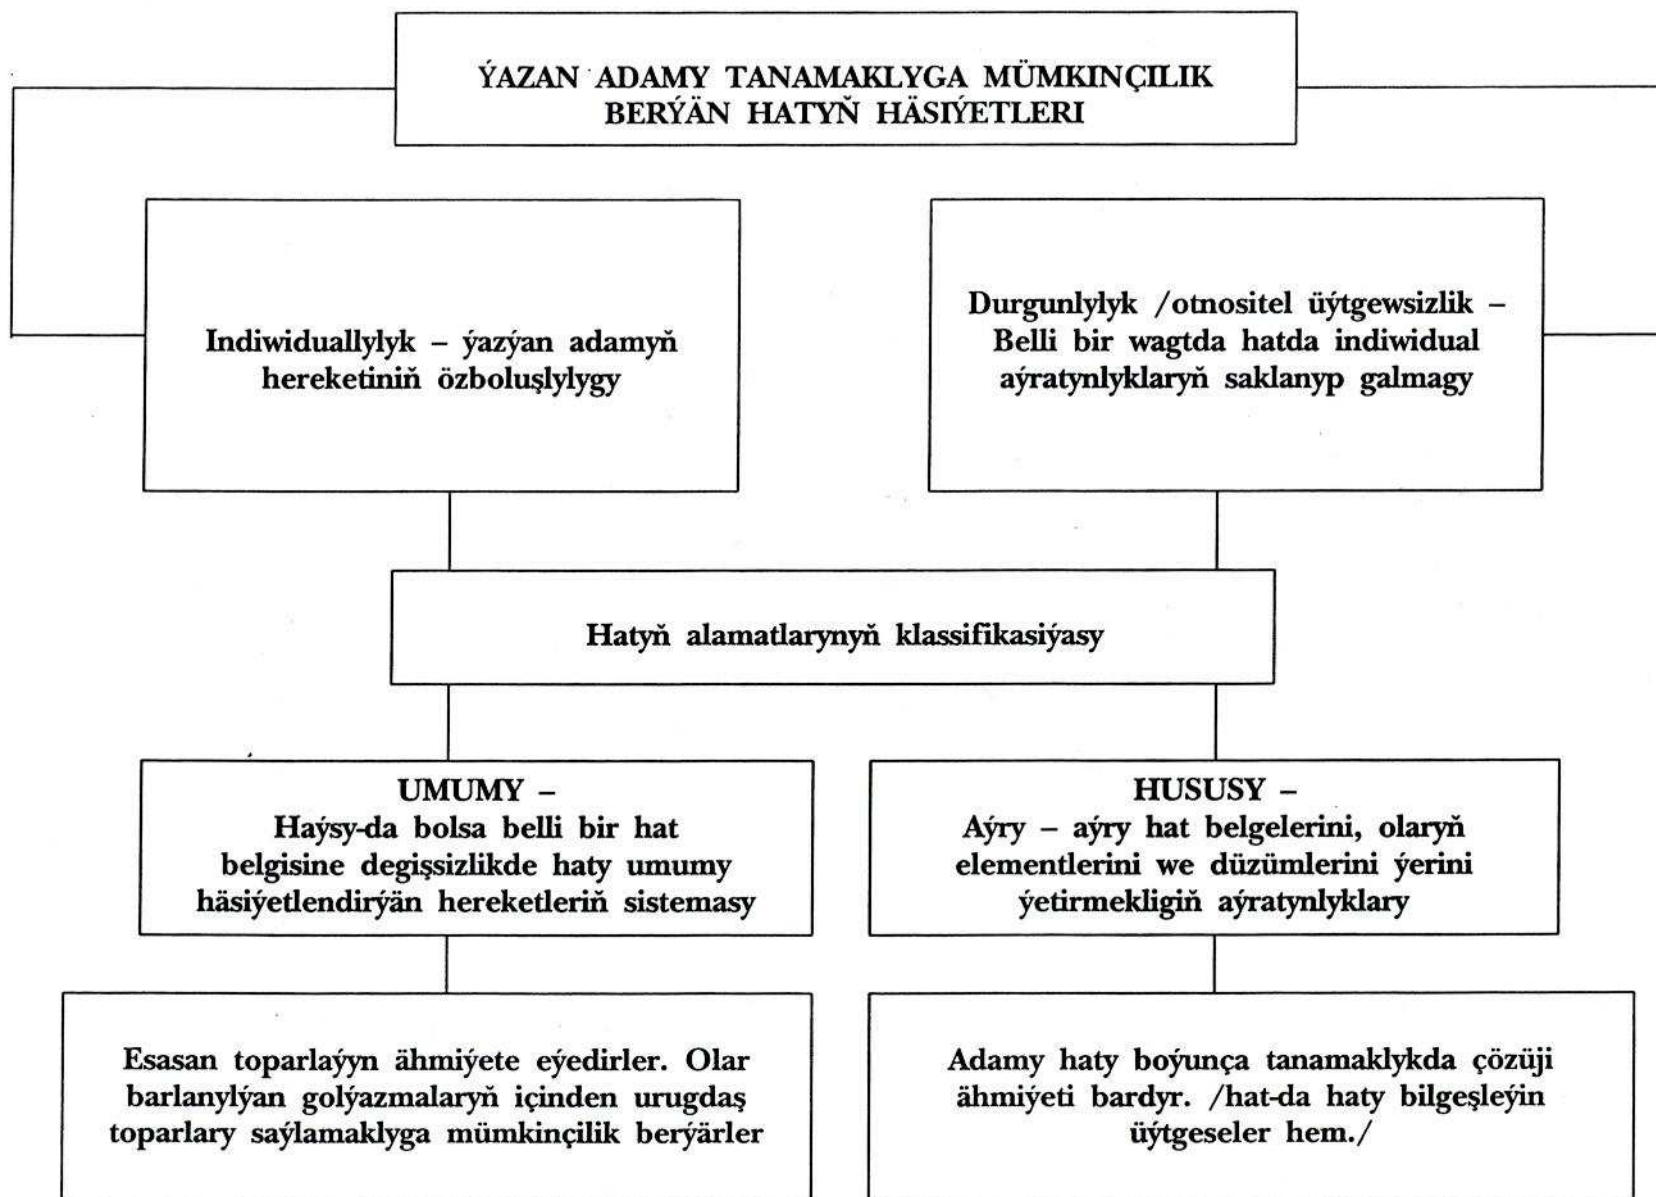 ÝAZAN ADAMY TANAMAKLYGA MÜMKINÇILIK
BERÝÄN HATYŇ HÄSIÝETLERI
Indiwiduallylyk – ýazýan adamyň
hereketiniň özboluşlylygy
Durgunlylyk /otnositel üýtgewsizlik –
Belli bir wagtda hatda indiwidual
aýratynlyklaryň saklanyp galmagy
Hatyň alamatlarynyň klassifikasiýasy
UMUMY –
Haýsy-da bolsa belli bir hat
belgisine degişsizlikde haty umumy
häsiýetlendirýän hereketleriň sistemasy
HUSUSY –
Aýry – aýry hat belgelerini, olaryň
elementlerini we düzümlerini ýerini
ýetirmekligiň aýratynlyklary
Esasan toparlaýyn ähmiýete eýedirler. Olar
barlanylýan golýazmalaryň içinden urugdaş
toparlary saýlamaklyga mümkinçilik berýärler
Adamy haty boýunça tanamaklykda çözüji
ähmiýeti bardyr. /hat-da haty bilgeşleýin
üýtgeseler hem./